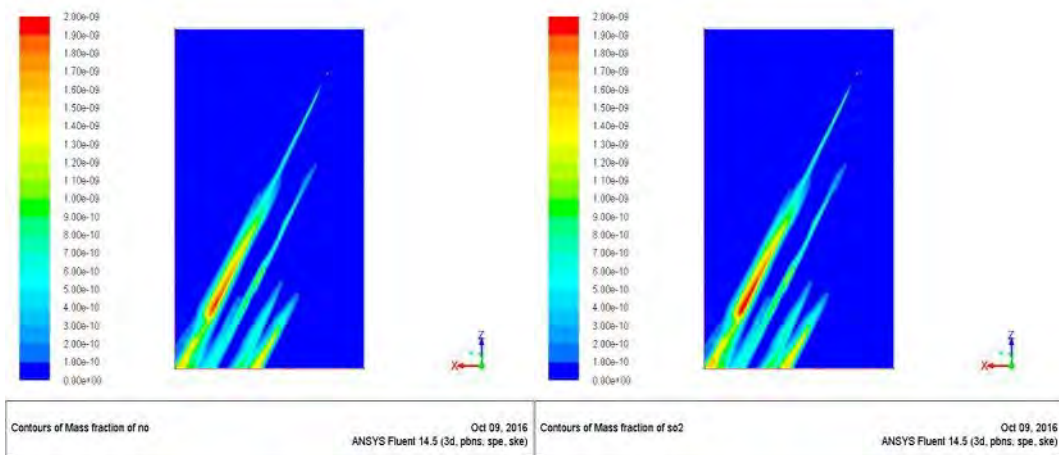 2.00e-09
1.90e-09
1.80e-09
1.70e-09
1.60e-09
1.50e-09
1.40e-09
1.30e-09
1.20e-09
1.10e-09
1.00e-09
9.00e-10
8.00e-10
7.00e-10
6.00e-10
5.00e-10
4.00e-10
3.00e-10
2.00e-10
1.00e-10
0.00e+00
Z
X
Contours of Mass fraction of no
Oct 09, 2016
ANSYS Fluent 14.5 (3d, pbns, spe, ske)
2.00e-09
1.90e-09
1.80e-09
1.70e-09
1.60e-09
1.50e-09
1.40e-09
1.30e-09
1.20e-09
1.10e-09
1.00e-09
9.00e-10
8.00e-10
7.00e-10
6.00e-10
5.00e-10
4.00e-10
3.00e-10
2.00e-10
1.00e-10
0.00e+00
Z
X
Contours of Mass fraction of so2
Oct 09, 2016
ANSYS Fluent 14.5 (3d, pbns, spe, ske)